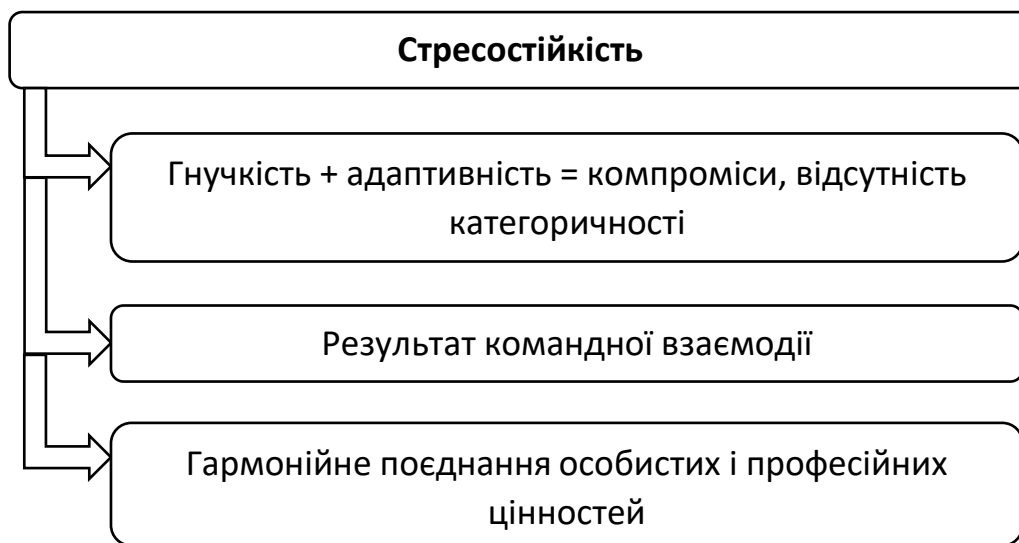 Стресостійкість
Гнучкість + адаптивність = компроміси, відсутність
категоричності
Результат командної взаємодії
Гармонійне поєднання особистих і професійних
цінностей